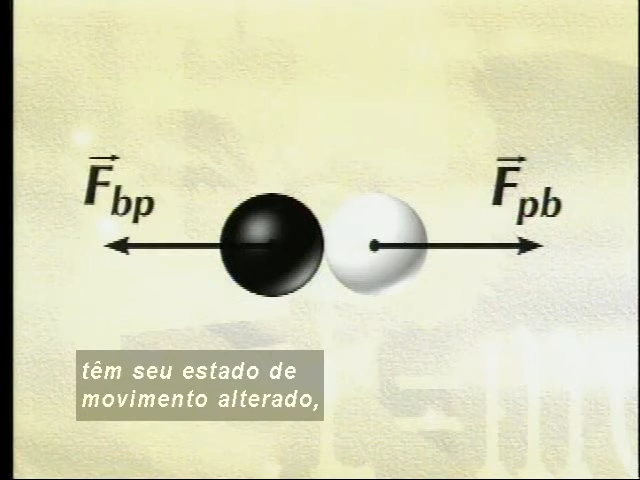 F⃗bp
F⃗pb
têm seu estado de
movimento alterado,